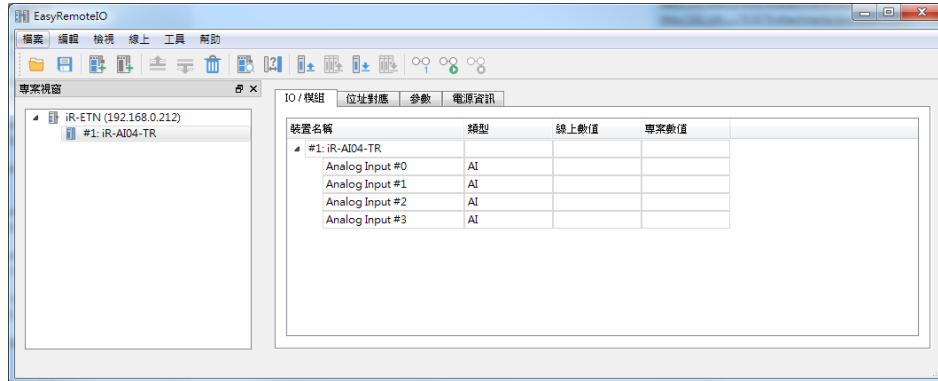 EasyRemoteIO
檔案 編輯 檢視 線上 工具 幫助
專案視窗
iR-ETN (192.168.0.212)
#1: iR-AI04-TR
IO / 模組 位址對應 參數 電源資訊
裝置名稱 類型 線上數值 專案數值
#1: iR-AI04-TR
Analog Input #0 AI
Analog Input #1 AI
Analog Input #2 AI
Analog Input #3 AI